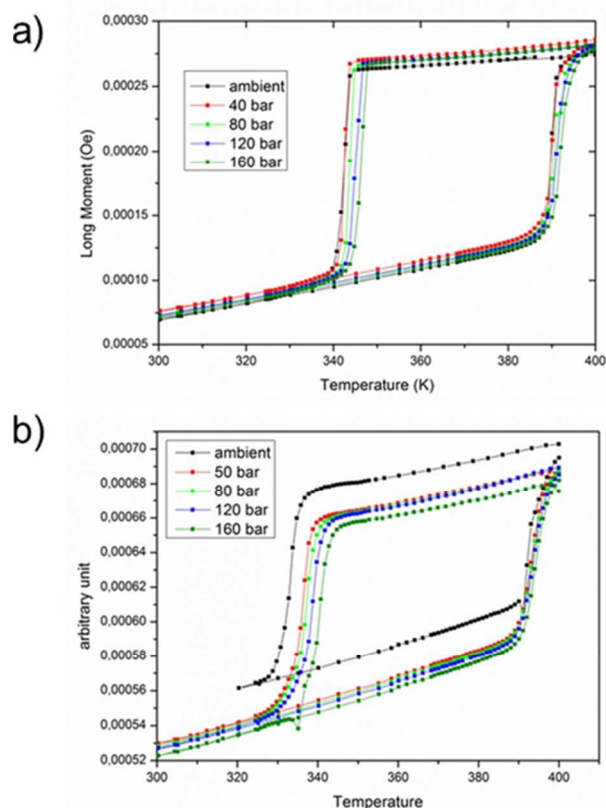 a)
0,00030
0,00025
0,00020
0,00015
0,00010
0,00005
Long Moment (Oe)
ambient
40 bar
80 bar
120 bar
160 bar
300 320 340 360 380 400
Temperature (K)
b)
0,00070
0,00068
0,00066
0,00064
0,00062
0,00060
0,00058
0,00056
0,00054
0,00052
arbitrary unit
ambient
50 bar
80 bar
120 bar
160 bar
300 320 340 360 380 400
Temperature